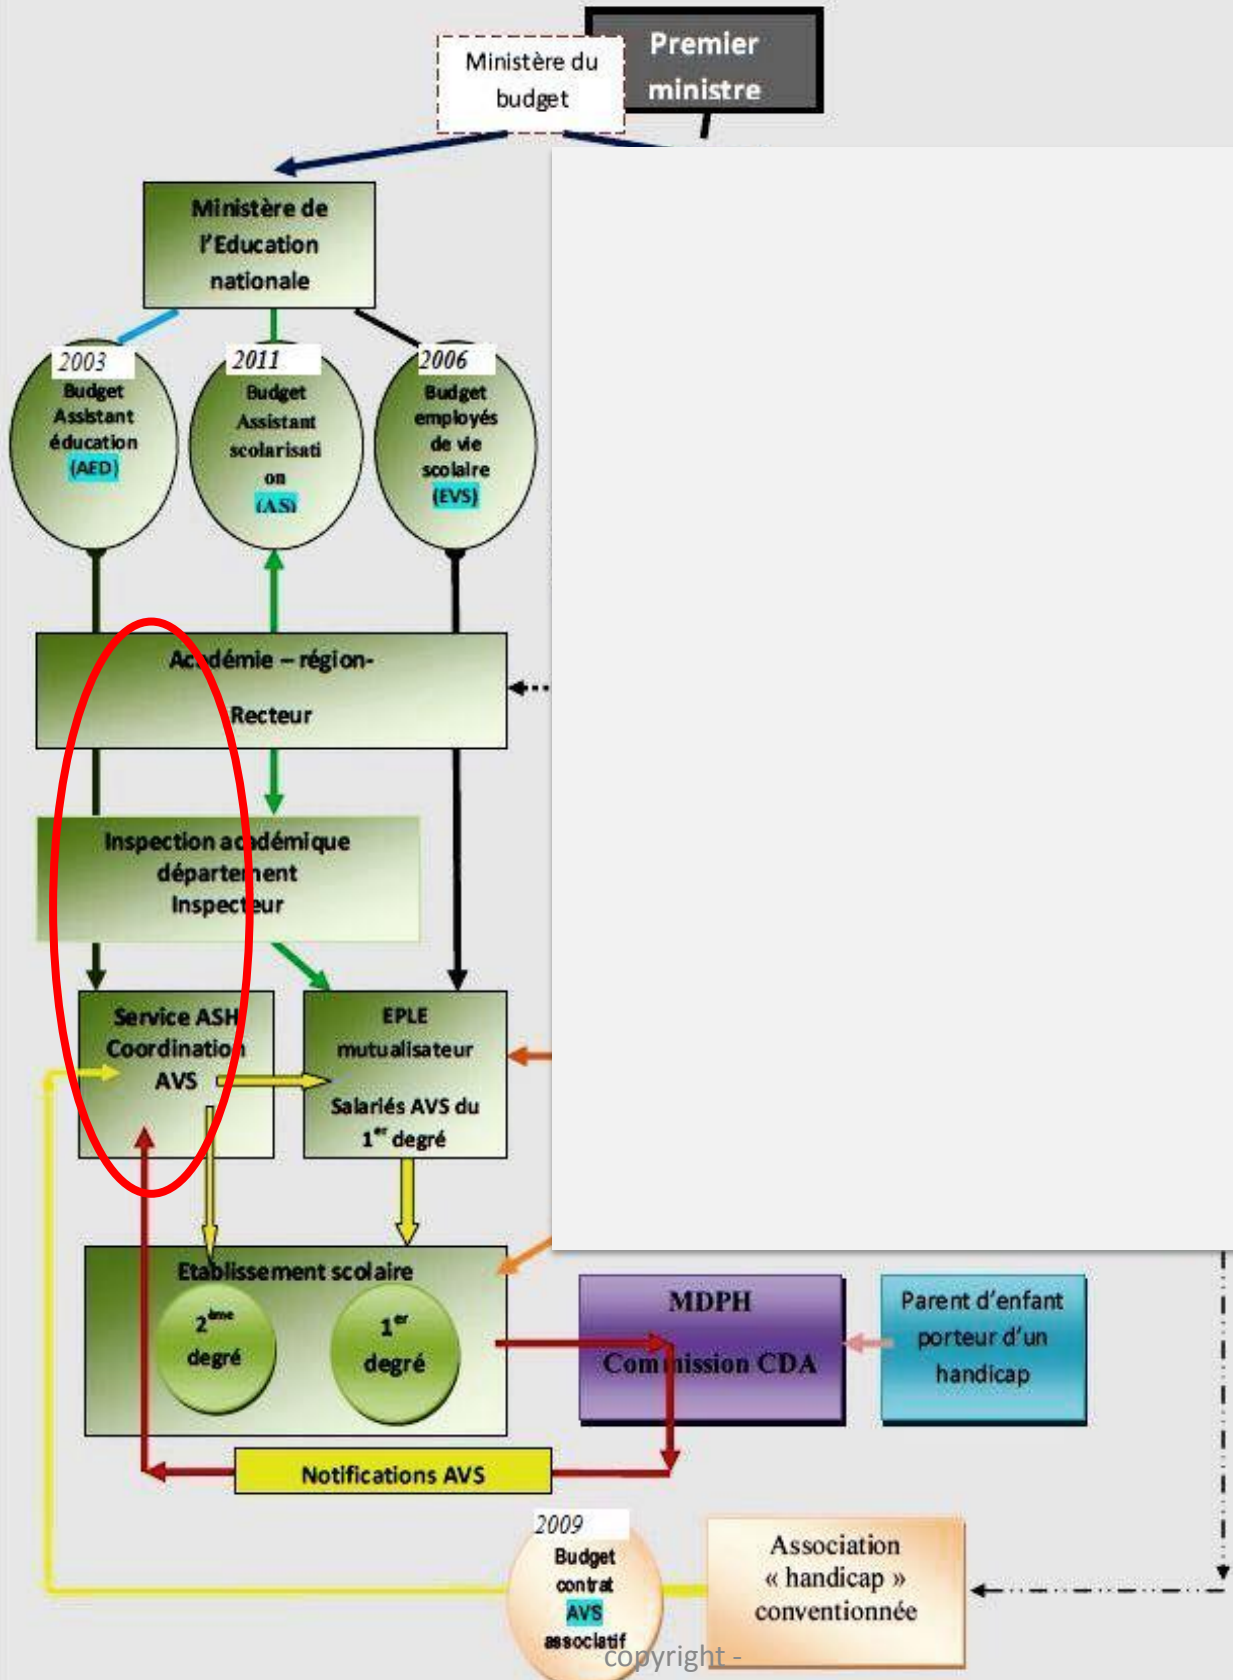 Premier
ministre
Ministère du
budget
Ministère de
l'Education
nationale
2003
Budget
Assistant
éducation
(AED)
2011
Budget
Assistant
scolarisati
on
(AS)
2006
Budget
employés
de vie
scolaire
(EVS)
Académie – région-
Recteur
Inspection académique
département
Inspecteur
Service ASH
Coordination
AVS
EPLE
mutualisateur
Salariés AVS du
1er degré
Etablissement scolaire
2ème
degré
1er
degré
MDPH
Commission CDA
Parent d'enfant
porteur d'un
handicap
Notifications AVS
2009
Budget
contrat
AVS
associatif
Association
« handicap »
conventionnée
copyright -